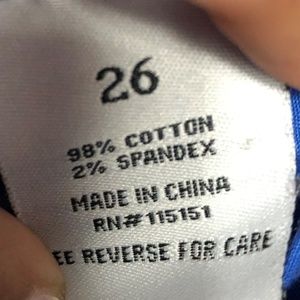 26
98% COTTON
2% SPANDEX
MADE IN CHINA
RN#115151
EE REVERSE FOR CARE